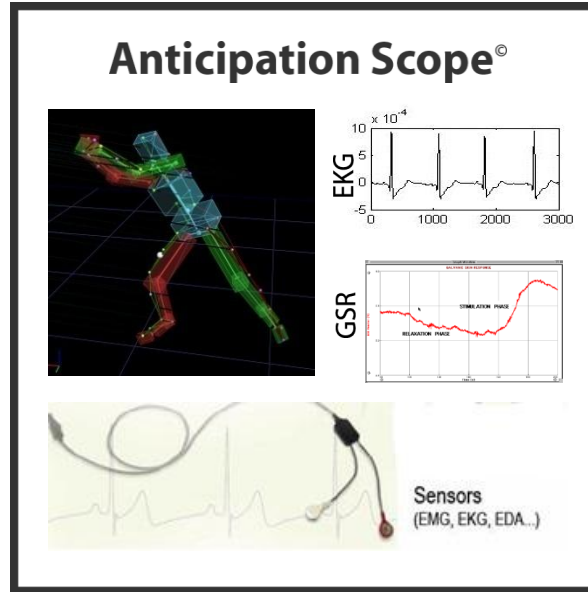 Anticipation Scope©
EKG
x 10⁻⁴
10
5
0
-5
0
1000
2000
3000
GSR
STIMULATION PHASE
RELAXATION PHASE
Sensors
(EMG, EKG, EDA...)